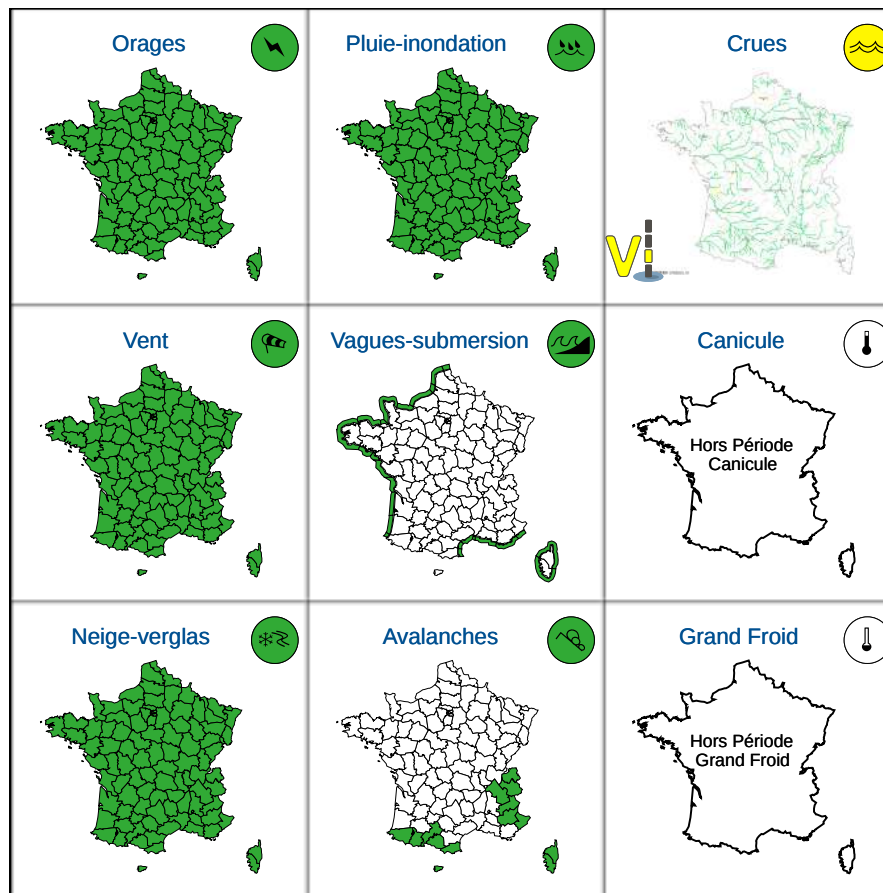 Orages
Pluie-inondation
Crues
Vi
Vent
Vagues-submersion
Canicule
Hors Période
Canicule
Neige-verglas
Avalanches
Grand Froid
Hors Période
Grand Froid